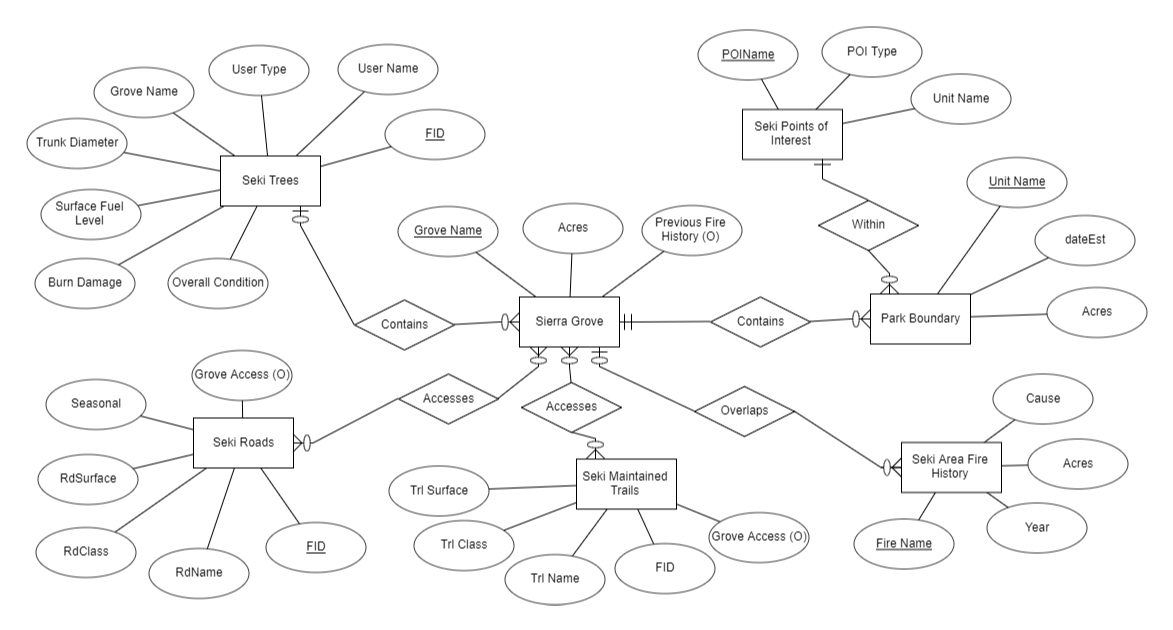 POIName
POI Type
Unit Name
Seki Points of
Interest
User Type
User Name
Grove Name
FID
Trunk Diameter
Seki Trees
Surface Fuel
Level
Burn Damage
Overall Condition
Unit Name
Within
dateEst
Grove Name
Acres
Previous Fire
History (O)
Acres
Contains
Sierra Grove
Contains
Park Boundary
Grove Access (O)
Seasonal
Accesses
Accesses
Overlaps
Cause
Seki Roads
Seki Area Fire
History
Acres
RdSurface
Seki Maintained
Trails
Trl Surface
Year
RdClass
FID
Trl Class
Grove Access (O)
Fire Name
RdName
Trl Name
FID